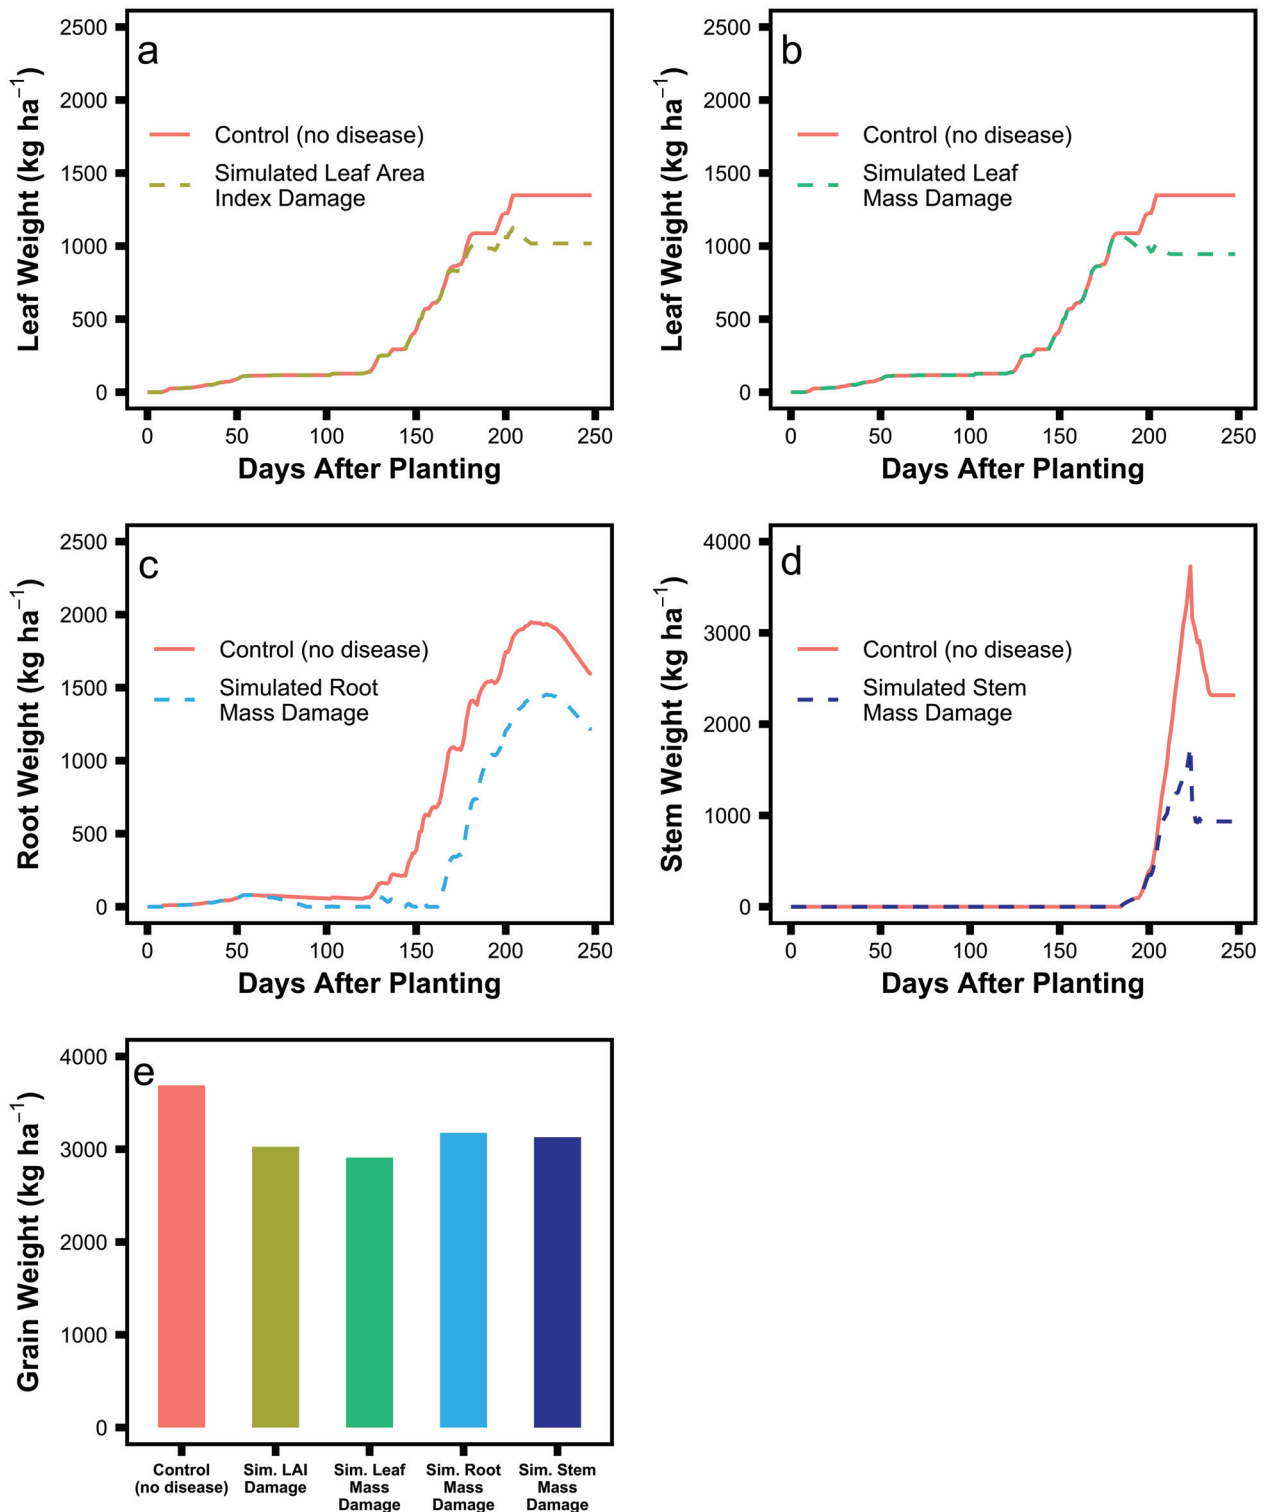 a
Leaf Weight (kg ha−1)
2500
2000
1500
1000
500
0
Control (no disease)
Simulated Leaf Area
Index Damage
0 50 100 150 200 250
Days After Planting
b
Leaf Weight (kg ha−1)
2500
2000
1500
1000
500
0
Control (no disease)
Simulated Leaf
Mass Damage
0 50 100 150 200 250
Days After Planting
c
Root Weight (kg ha−1)
2500
2000
1500
1000
500
0
Control (no disease)
Simulated Root
Mass Damage
0 50 100 150 200 250
Days After Planting
d
Stem Weight (kg ha−1)
4000
3000
2000
1000
0
Control (no disease)
Simulated Stem
Mass Damage
0 50 100 150 200 250
Days After Planting
e
Grain Weight (kg ha−1)
4000
3000
2000
1000
0
Control
(no disease)
Sim. LAI
Damage
Sim. Leaf
Mass
Damage
Sim. Root
Mass
Damage
Sim. Stem
Mass
Damage